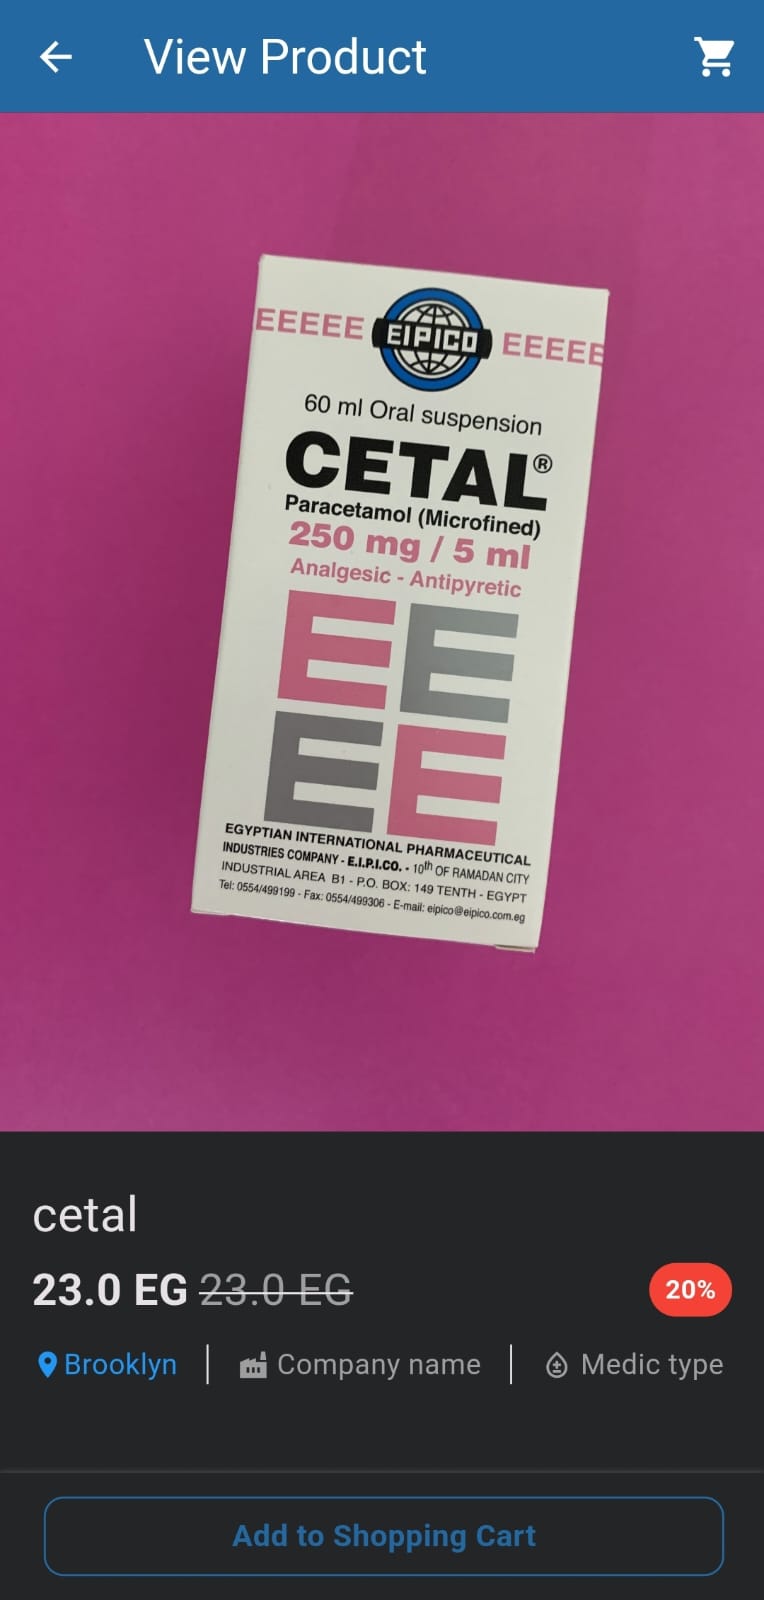 View Product
EEEEE EIPICO EEEEE
60 ml Oral suspension
CETAL®
Paracetamol (Microfined)
250 mg / 5 ml
Analgesic - Antipyretic
E E
E E
EGYPTIAN INTERNATIONAL PHARMACEUTICAL
INDUSTRIES COMPANY - E.I.P.I.CO. - 10th OF RAMADAN CITY
INDUSTRIAL AREA B1 - P.O. BOX: 149 TENTH - EGYPT
Tel: 0554/499199 - Fax: 0554/499306 - E-mail: eipico@eipico.com.eg
cetal
23.0 EG 23.0 EG 20%
Brooklyn Company name Medic type
Add to Shopping Cart